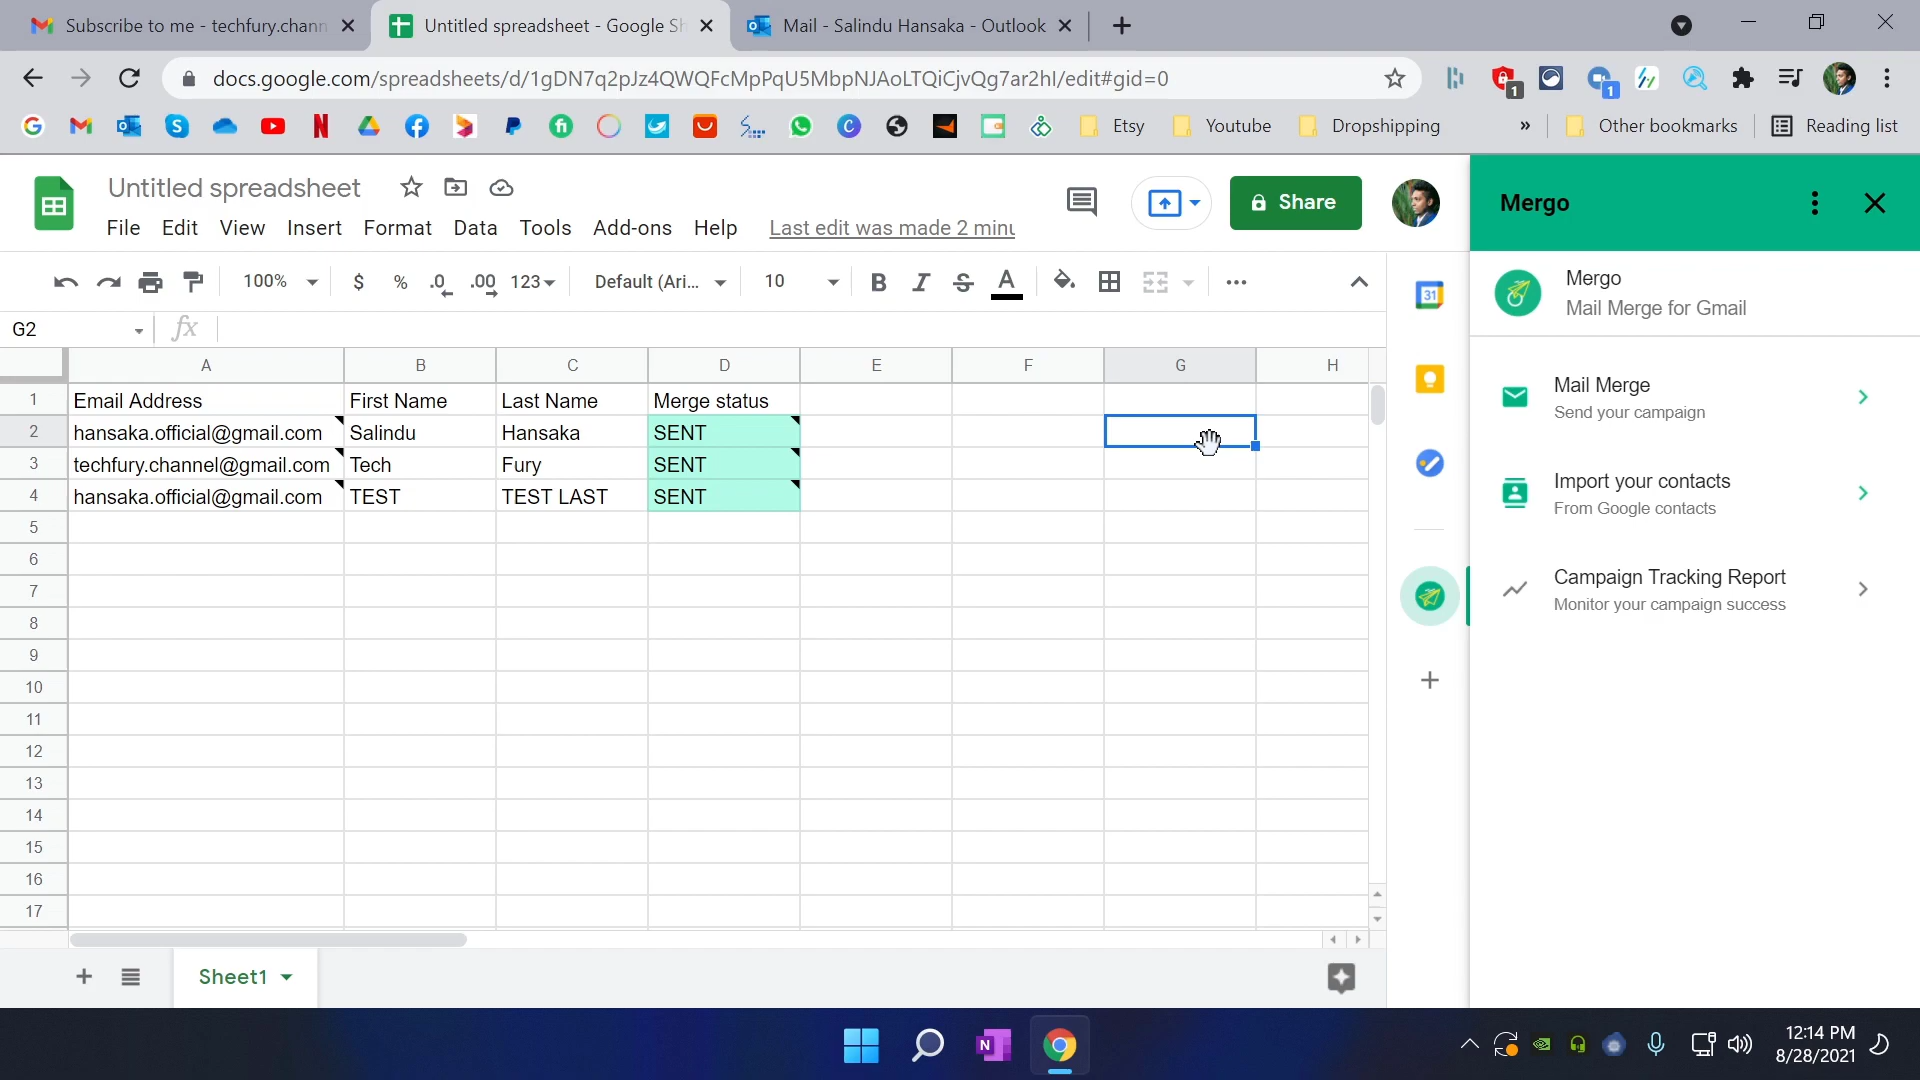 Subscribe to me - techfury.chann
Untitled spreadsheet - Google Sh
Mail - Salindu Hansaka - Outlook
docs.google.com/spreadsheets/d/1gDN7q2pJz4QWQFcMpPqU5MbpNJAoLTQiCjvQg7ar2hI/edit#gid=0
1
1
Etsy
Youtube
Dropshipping
»
Other bookmarks
Reading list
Untitled spreadsheet
Share
File Edit View Insert Format Data Tools Add-ons Help Last edit was made 2 minu
100% $ % .0 .00 123 Default (Ari... 10 B I S A
G2 fx
A B C D E F G H
1 Email Address First Name Last Name Merge status
2 hansaka.official@gmail.com Salindu Hansaka SENT
3 techfury.channel@gmail.com Tech Fury SENT
4 hansaka.official@gmail.com TEST TEST LAST SENT
5
6
7
8
9
10
11
12
13
14
15
16
17
Sheet1
31
Mergo
Mergo
Mail Merge for Gmail
Mail Merge
Send your campaign
Import your contacts
From Google contacts
Campaign Tracking Report
Monitor your campaign success
N
12:14 PM
8/28/2021